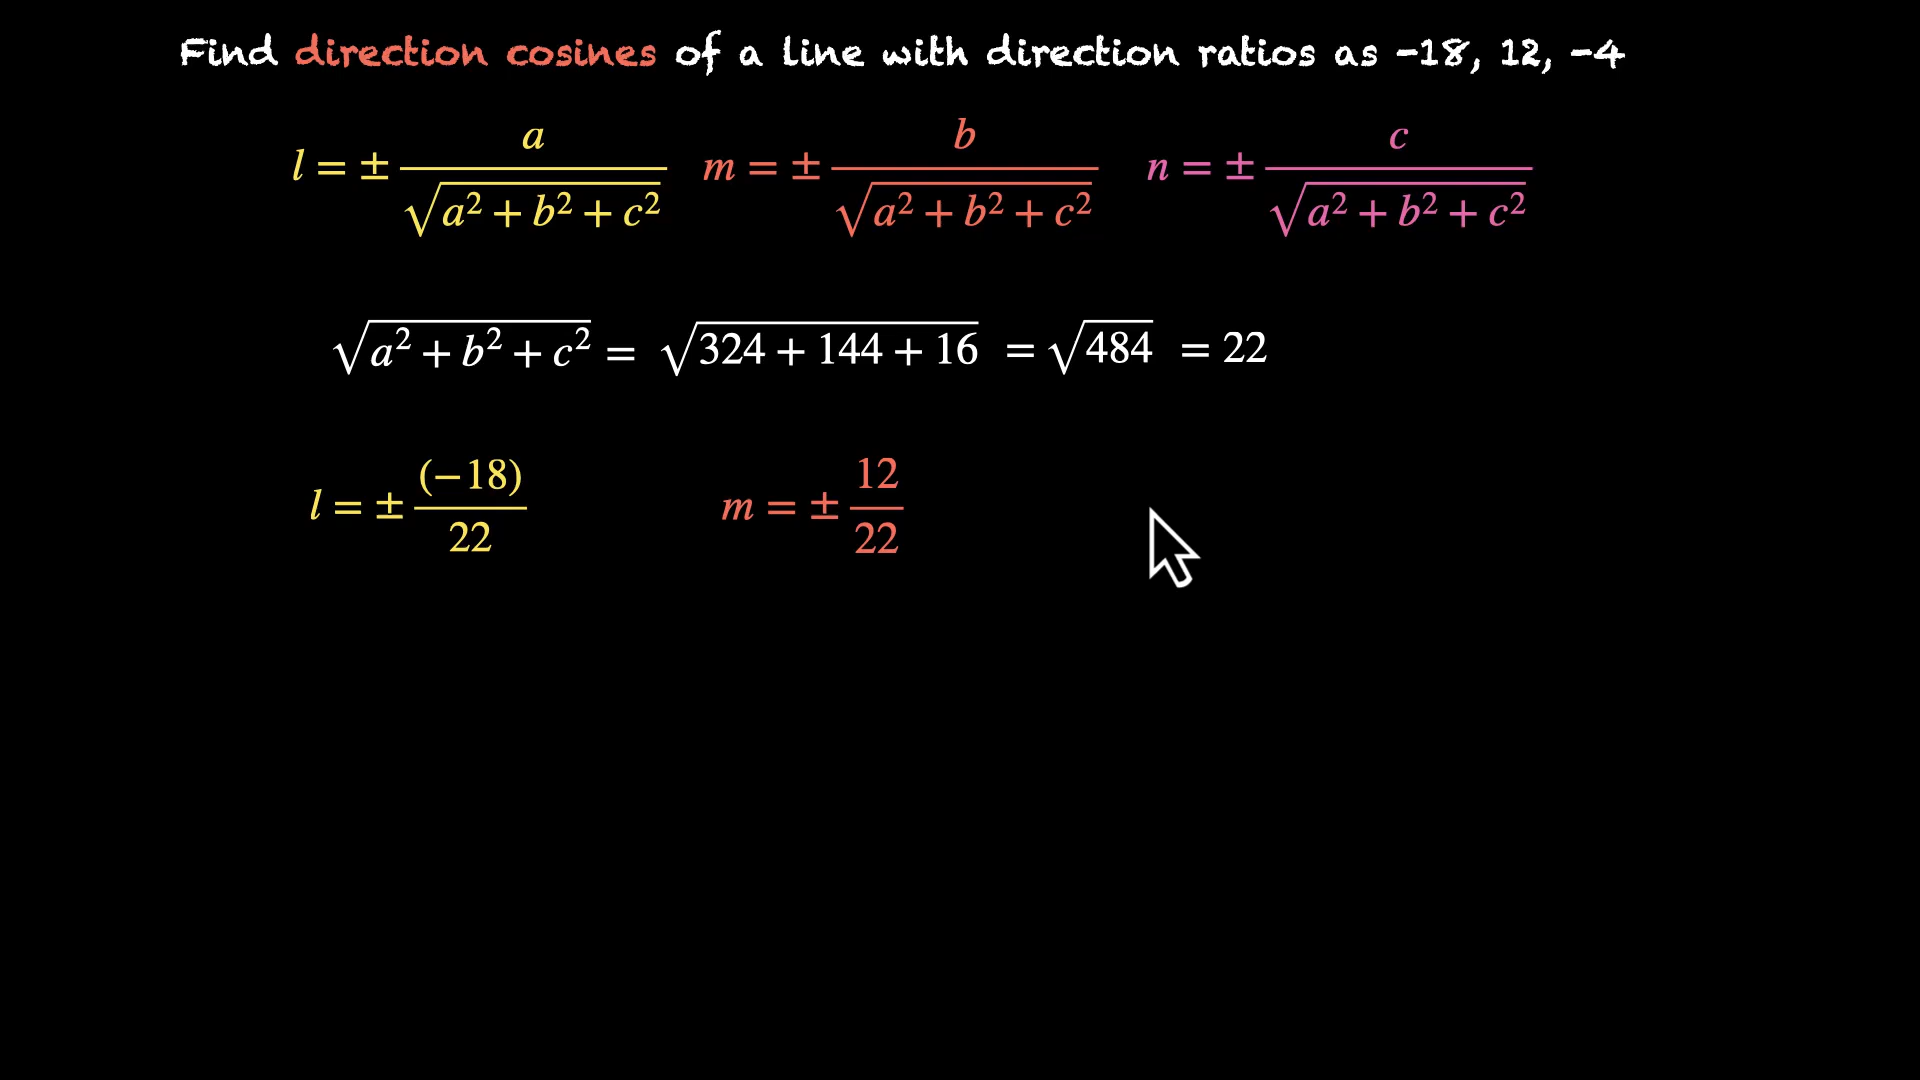 Find direction cosines of a line with direction ratios as -18, 12, -4
l = ± a / √(a² + b² + c²) m = ± b / √(a² + b² + c²) n = ± c / √(a² + b² + c²)
√(a² + b² + c²) = √(324 + 144 + 16) = √484 = 22
l = ± (−18) / 22 m = ± 12 / 22